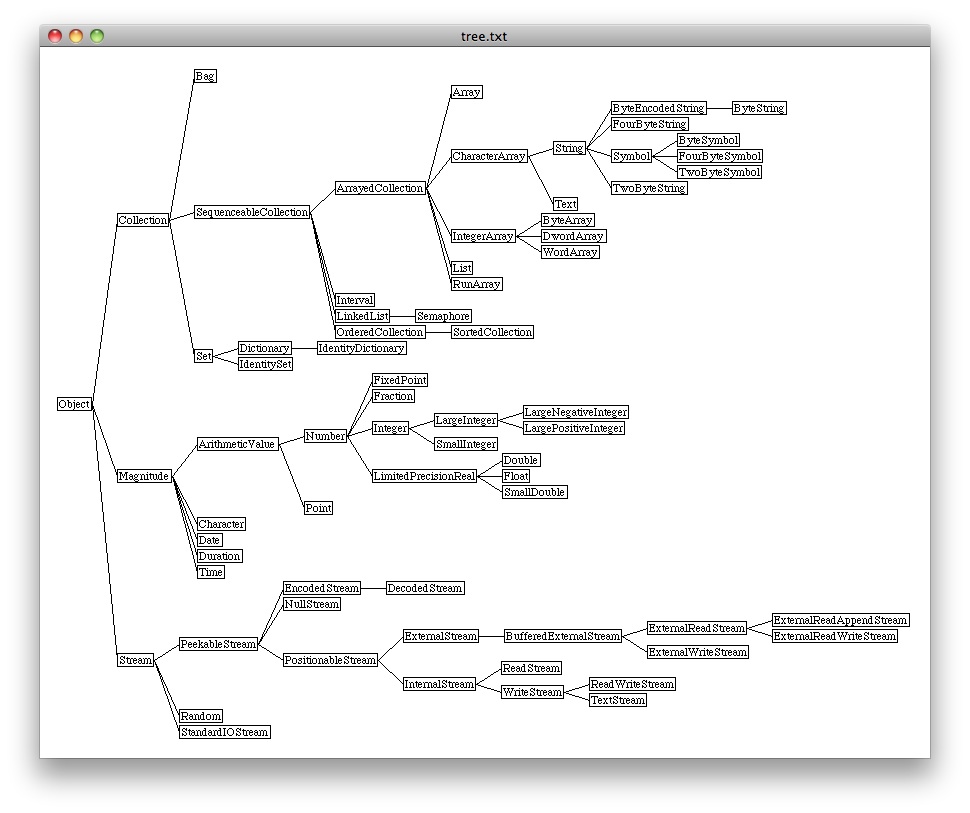 tree.txt
Bag
Array
ByteEncodedString
ByteString
FourByteString
ByteSymbol
String
CharacterArray
Symbol
FourByteSymbol
TwoByteSymbol
ArrayedCollection
TwoByteString
Text
SequenceableCollection
Collection
ByteArray
IntegerArray
DwordArray
WordArray
List
RunArray
Interval
LinkedList
Semaphore
OrderedCollection
SortedCollection
Dictionary
IdentityDictionary
Set
IdentitySet
FixedPoint
Fraction
Object
LargeNegativeInteger
LargeInteger
Integer
LargePositiveInteger
Number
ArithmeticValue
SmallInteger
Double
Magnitude
LimitedPrecisionReal
Float
SmallDouble
Point
Character
Date
Duration
Time
EncodedStream
DecodedStream
NullStream
ExternalReadAppendStream
ExternalReadStream
ExternalStream
BufferedExternalStream
ExternalReadWriteStream
PeekableStream
ExternalWriteStream
Stream
PositionableStream
ReadStream
InternalStream
ReadWriteStream
WriteStream
TextStream
Random
StandardIOStream